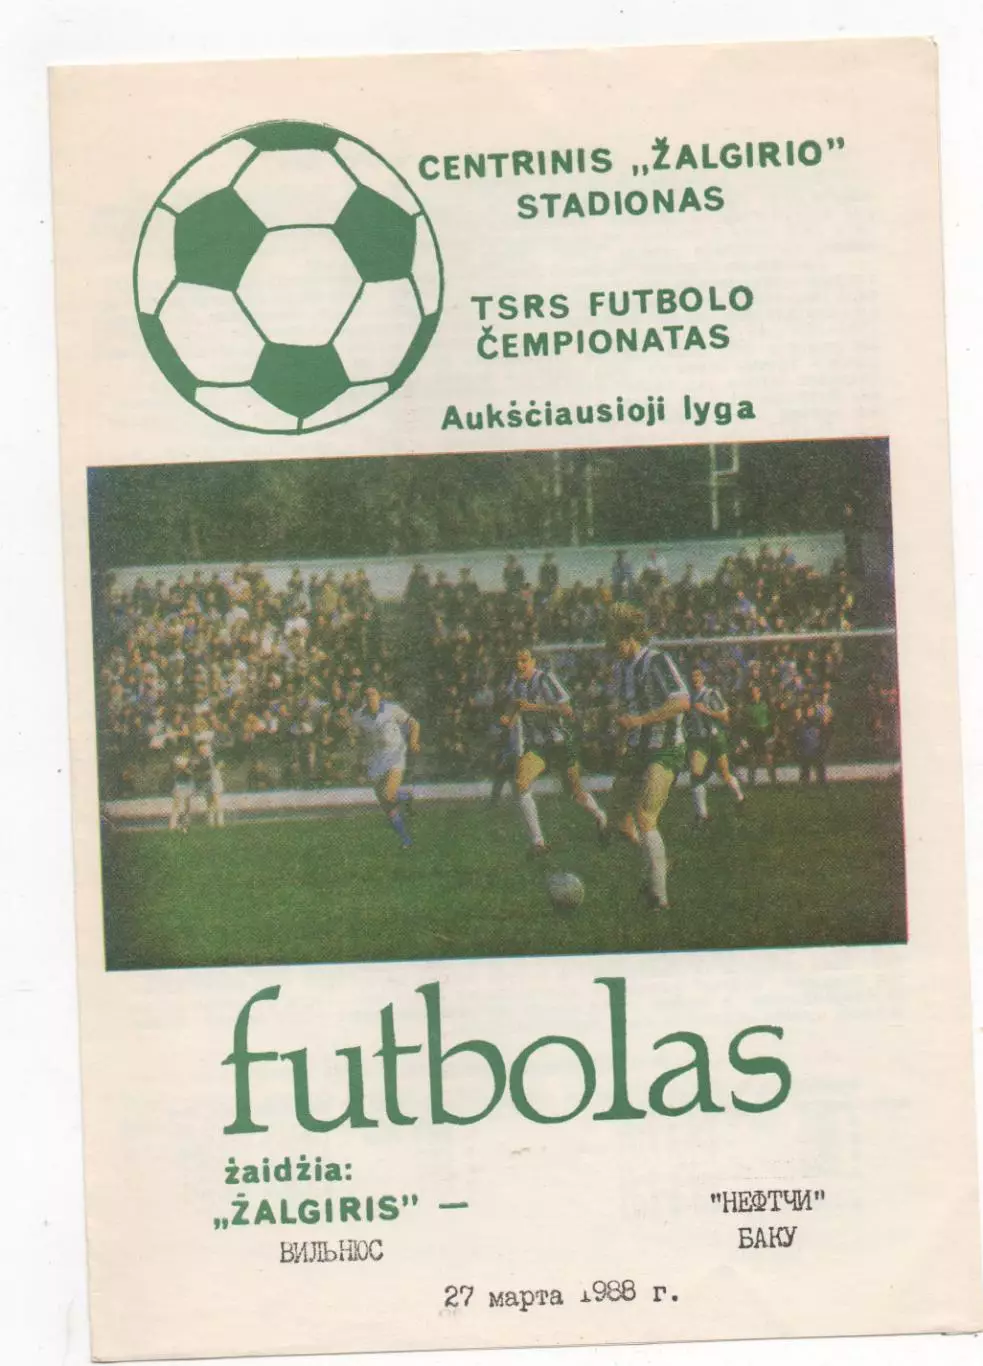 CENTRINIS „ŽALGIRIO”
STADIONAS
TSRS FUTBOLO
ČEMPIONATAS
Aukščiausioji lyga
futbolas
žaidžia:
„ŽALGIRIS” —
ВИЛЬНЮС
"НЕФТЧИ"
БАКУ
27 марта 1988 г.